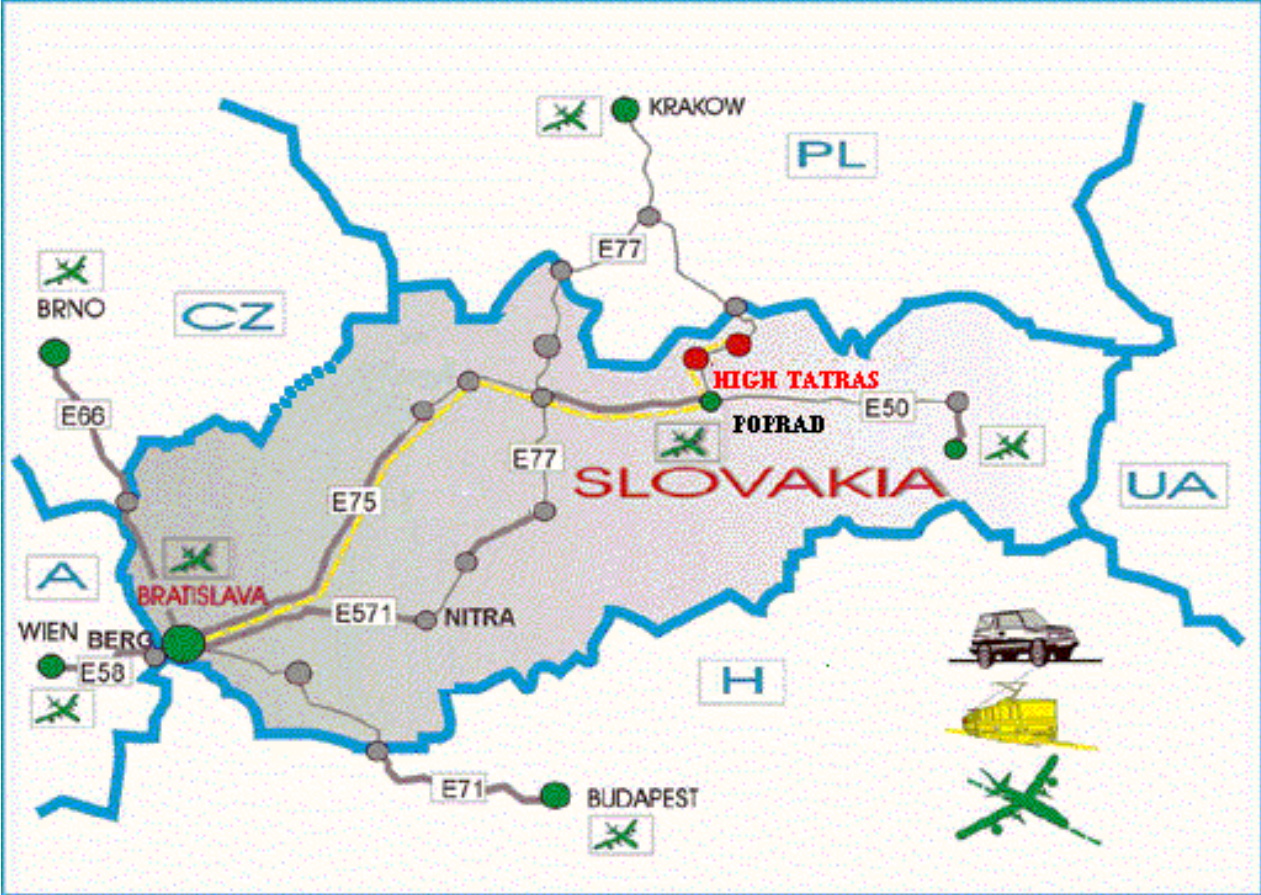 KRAKOW
PL
E77
BRNO
CZ
E66
HIGH TATRAS
E50
POPRAD
E77
SLOVAKIA
UA
E75
A
BRATISLAVA
E571
NITRA
WIEN
BERG
E58
H
E71
BUDAPEST